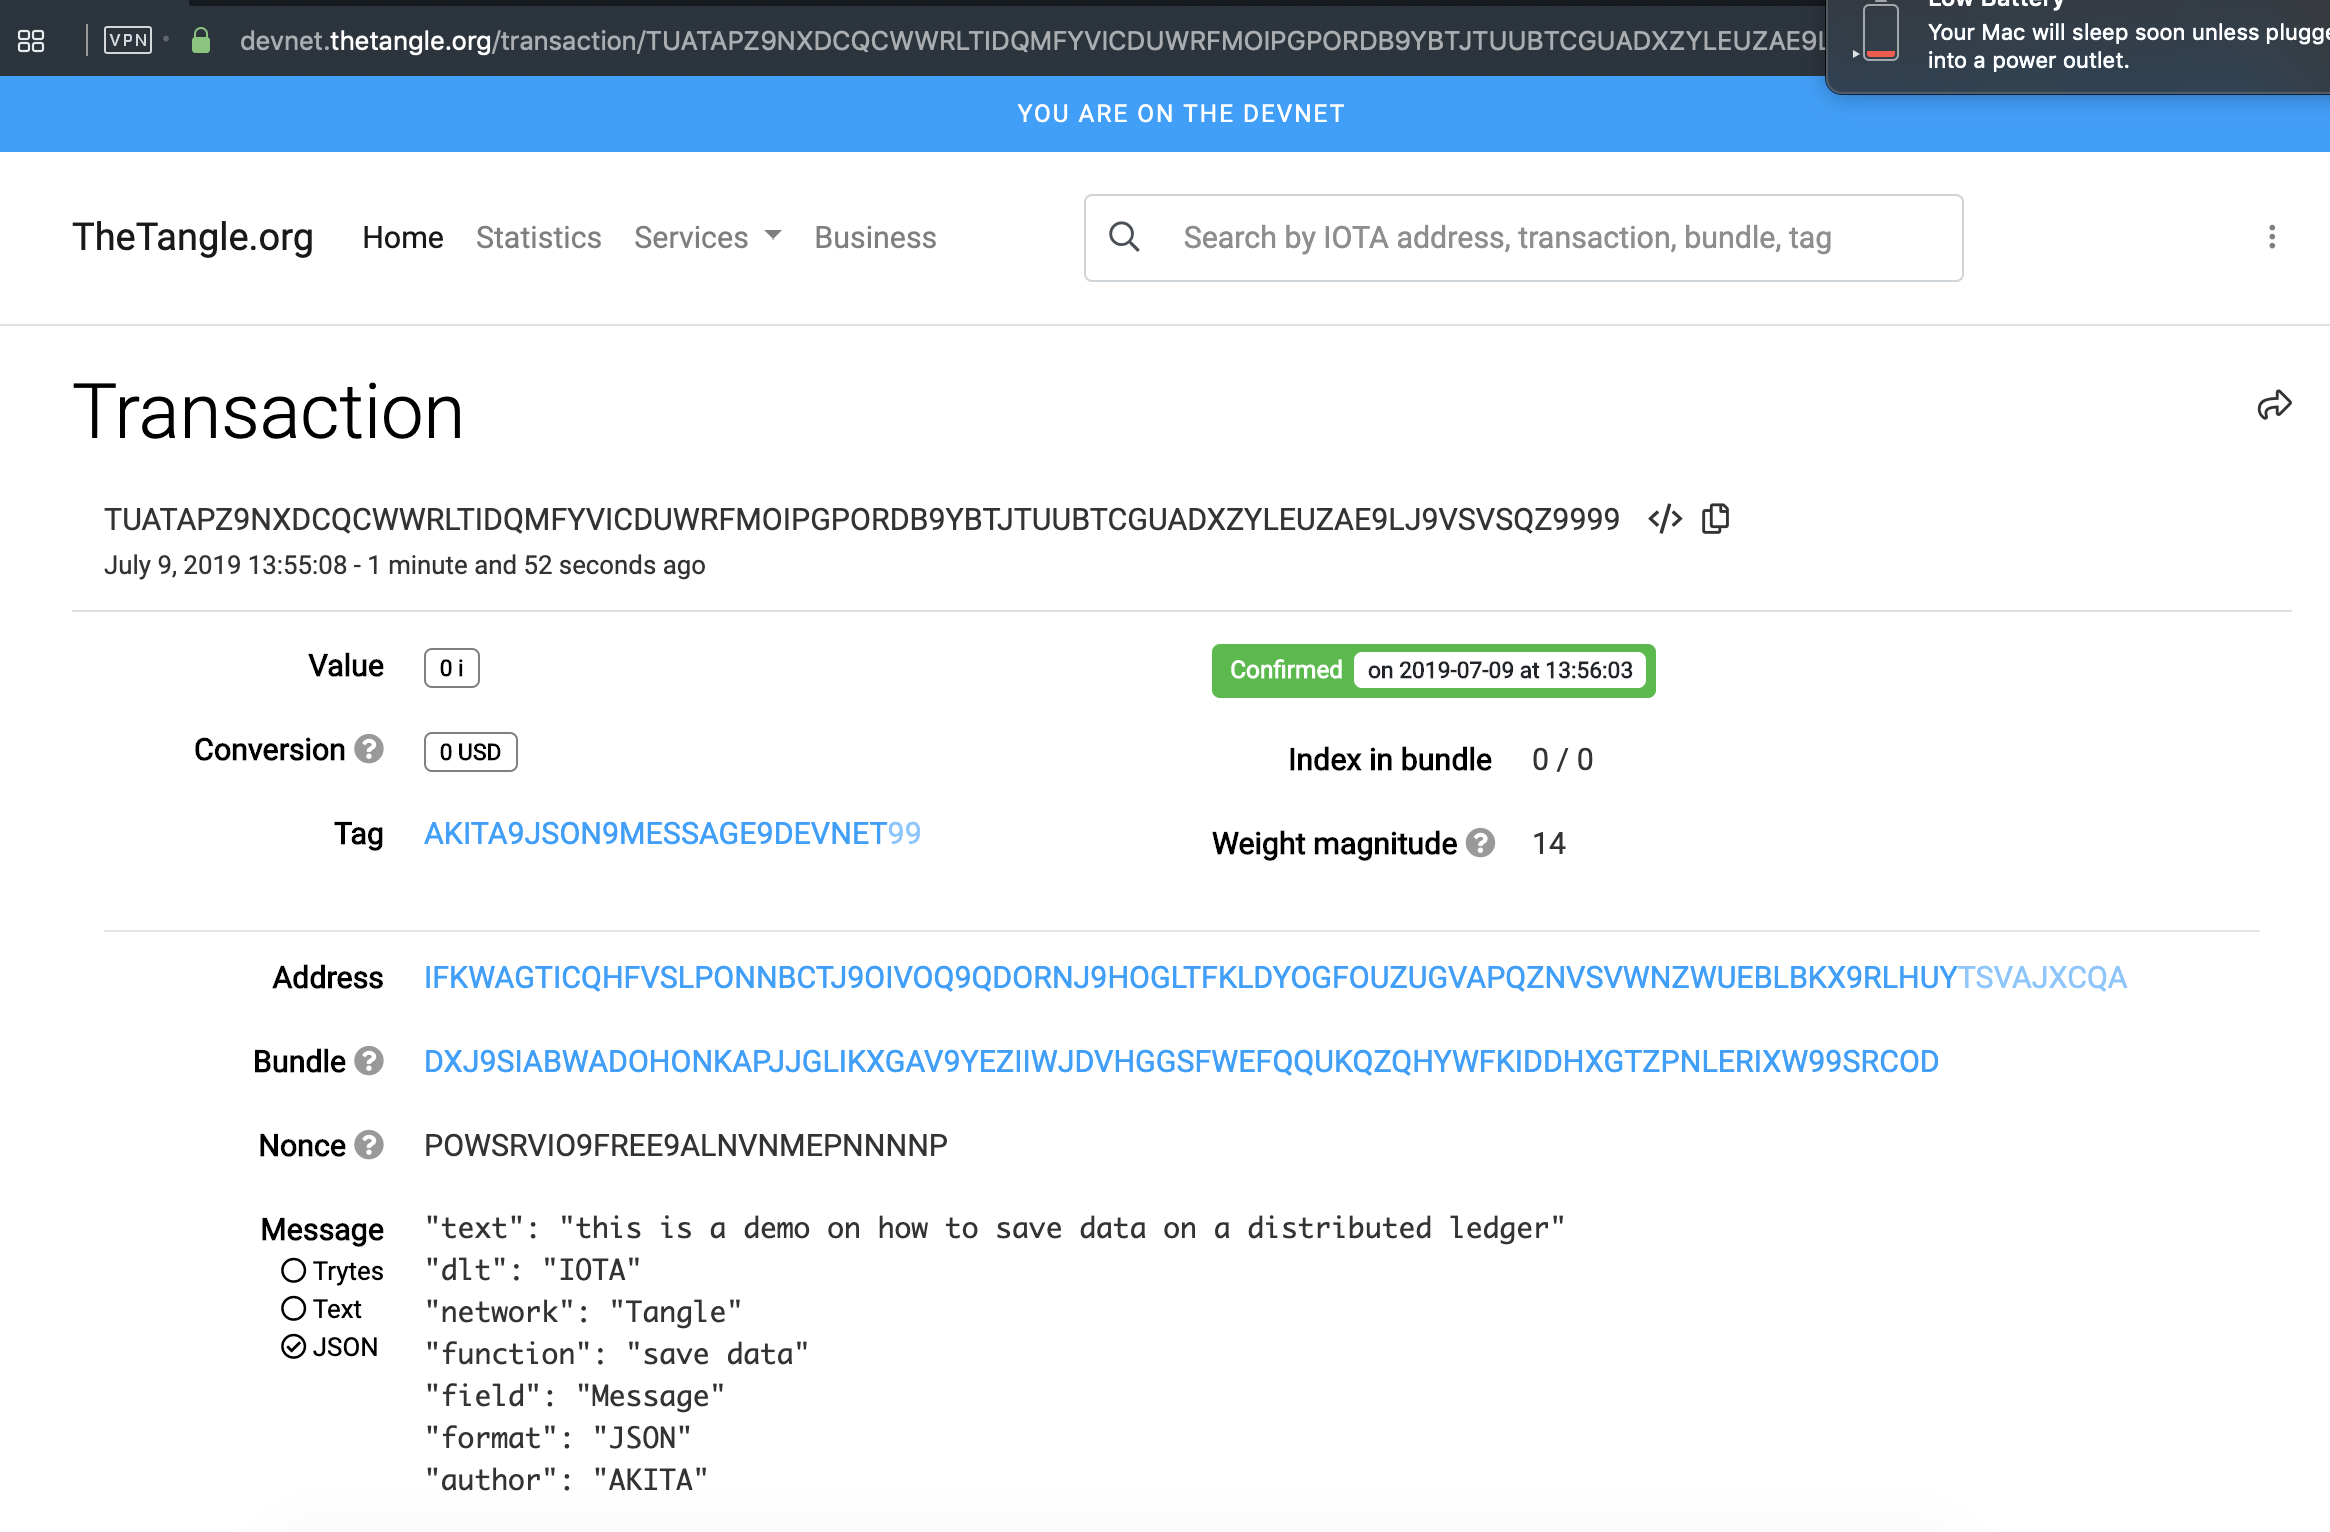 VPN
devnet.thetangle.org/transaction/TUATAPZ9NXDCQCWWRLTIDQMFYVICDUWRFMOIPGPORDB9YBTJTUUBTCGUADXZYLEUZAE9L
Low Battery
Your Mac will sleep soon unless plugge
into a power outlet.
YOU ARE ON THE DEVNET
TheTangle.org Home Statistics Services Business Search by IOTA address, transaction, bundle, tag
Transaction
TUATAPZ9NXDCQCWWRLTIDQMFYVICDUWRFMOIPGPORDB9YBTJTUUBTCGUADXZYLEUZAE9LJ9VSVSQZ9999 </>
July 9, 2019 13:55:08 - 1 minute and 52 seconds ago
Value 0 i
Confirmed on 2019-07-09 at 13:56:03
Conversion ? 0 USD
Index in bundle 0 / 0
Tag AKITA9JSON9MESSAGE9DEVNET99
Weight magnitude ? 14
Address IFKWAGTICQHFVSLPONNBCTJ9OIVOQ9QDORNJ9HOGLTFKLDYOGFOUZUGVAPQZNVSVWNZWUEBLBKX9RLHUYTSVAJXCQA
Bundle ? DXJ9SIABWADOHONKAPJJGLIKXGAV9YEZIIWJDVHGGSFWEFQQUKQZQHYWFKIDDHXGTZPNLERIXW99SRCOD
Nonce ? POWSRVIO9FREE9ALNVNMEPNNNNP
Message
Trytes
Text
JSON
"text": "this is a demo on how to save data on a distributed ledger"
"dlt": "IOTA"
"network": "Tangle"
"function": "save data"
"field": "Message"
"format": "JSON"
"author": "AKITA"